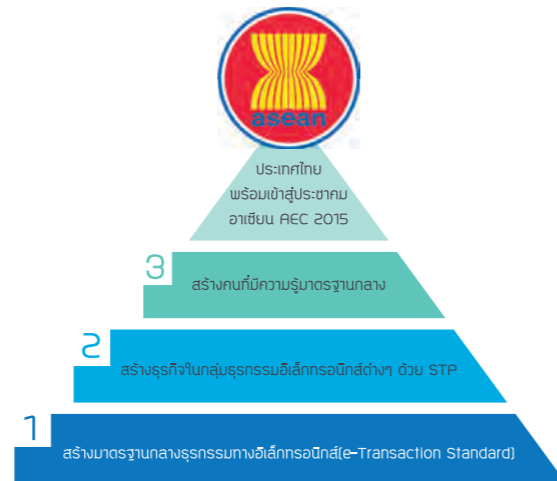 asean
ประเทศไทย
พร้อมเข้าสู่ประชาคม
อาเซียน AEC 2015
3
สร้างคนที่มีความรู้มาตรฐานกลาง
2
สร้างธุรกิจในกลุ่มธุรกรรมอิเล็กทรอนิกส์ต่างๆ ด้วย STP
1
สร้างมาตรฐานกลางธุรกรรมทางอิเล็กทรอนิกส์(e-Transaction Standard)